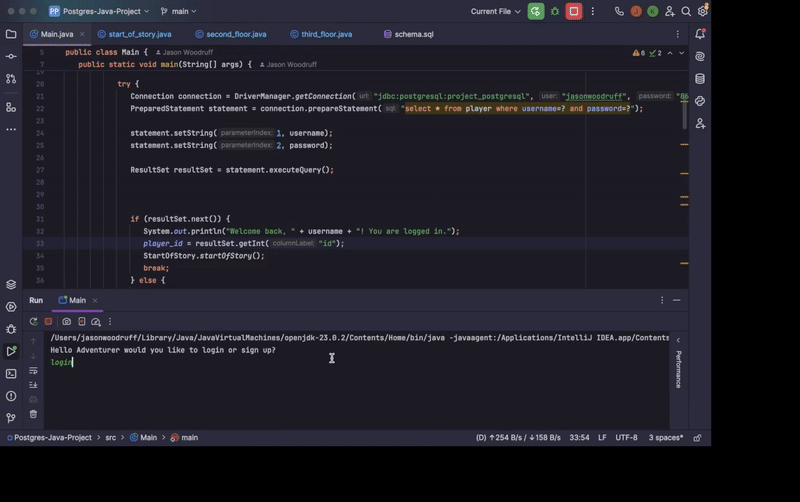 PP Postgres-Java-Project main Current File J K
Main.java start_of_story.java second_floor.java third_floor.java schema.sql
5 public class Main { Jason Woodruff 6 2
7 public static void main(String[] args) { Jason Woodruff
19
20 try {
21 Connection connection = DriverManager.getConnection( url: "jdbc:postgresql:project_postgresql", user: "jasonwoodruff", password: "86
22 PreparedStatement statement = connection.prepareStatement( sql: "select * from player where username=? and password=?");
24 statement.setString( parameterIndex: 1, username);
25 statement.setString( parameterIndex: 2, password);
27 ResultSet resultSet = statement.executeQuery();
31 if (resultSet.next()) {
32 System.out.println("Welcome back, " + username + "! You are logged in.");
33 player_id = resultSet.getInt( columnLabel: "id");
34 StartOfStory.startOfStory();
35 break;
36 } else {
Run Main
/Users/jasonwoodruff/Library/Java/JavaVirtualMachines/openjdk-23.0.2/Contents/Home/bin/java -javaagent:/Applications/IntelliJ IDEA.app/Contents
Hello Adventurer would you like to login or sign up?
login
Performance
Postgres-Java-Project > src > Main > main (D) ↑254 B/s / ↓158 B/s 33:54 LF UTF-8 3 spaces*